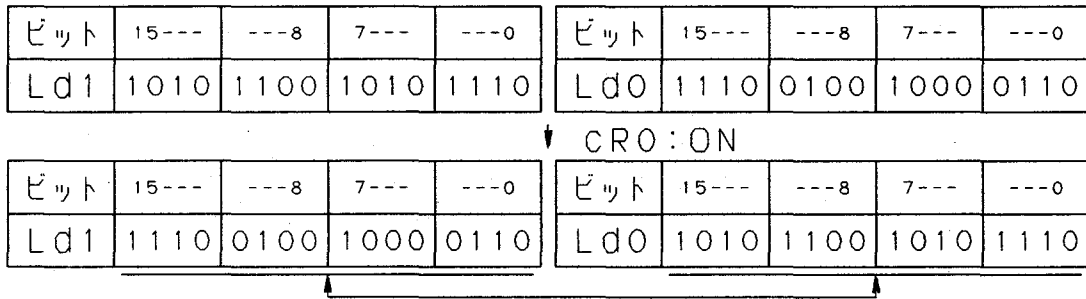 ビット 15--- ---8 7--- ---0 ビット 15--- ---8 7--- ---0
Ld1 1010 1100 1010 1110 Ld0 1110 0100 1000 0110
cR0:ON
ビット 15--- ---8 7--- ---0 ビット 15--- ---8 7--- ---0
Ld1 1110 0100 1000 0110 Ld0 1010 1100 1010 1110